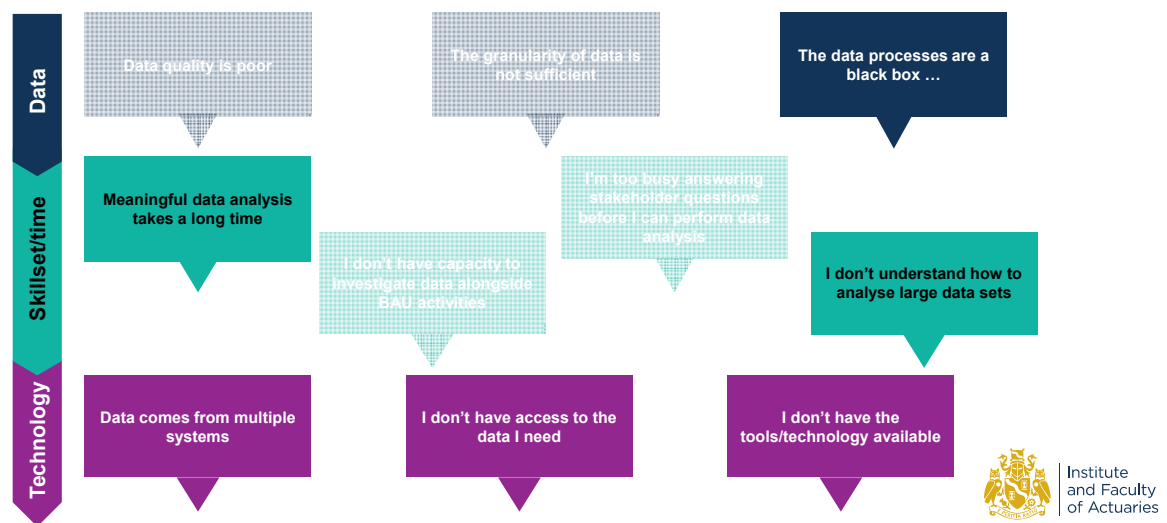 Data
Data quality is poor
The granularity of data is
not sufficient
The data processes are a
black box …
Skillset/time
Meaningful data analysis
takes a long time
I'm too busy answering
stakeholder questions
before I can perform data
analysis
I don't have capacity to
investigate data alongside
BAU activities
I don't understand how to
analyse large data sets
Technology
Data comes from multiple
systems
I don't have access to the
data I need
I don't have the
tools/technology available
Institute
and Faculty
of Actuaries